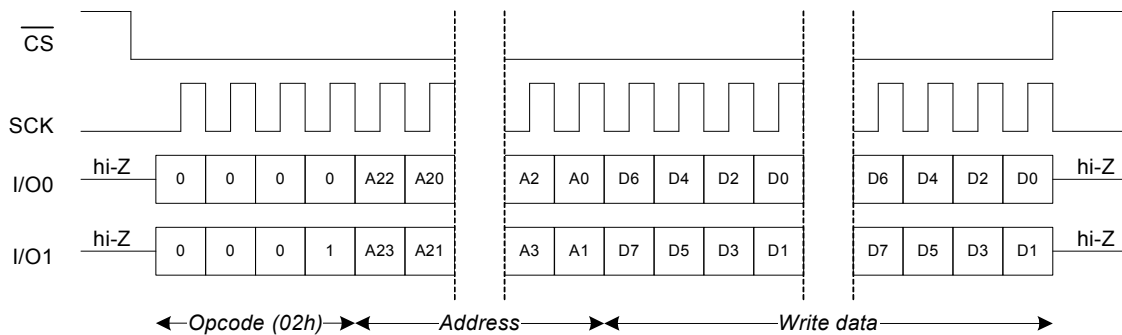 CS
SCK
I/O0 hi-Z 0 0 0 0 A22 A20 A2 A0 D6 D4 D2 D0 D6 D4 D2 D0 hi-Z
I/O1 hi-Z 0 0 0 1 A23 A21 A3 A1 D7 D5 D3 D1 D7 D5 D3 D1 hi-Z
Opcode (02h) Address Write data